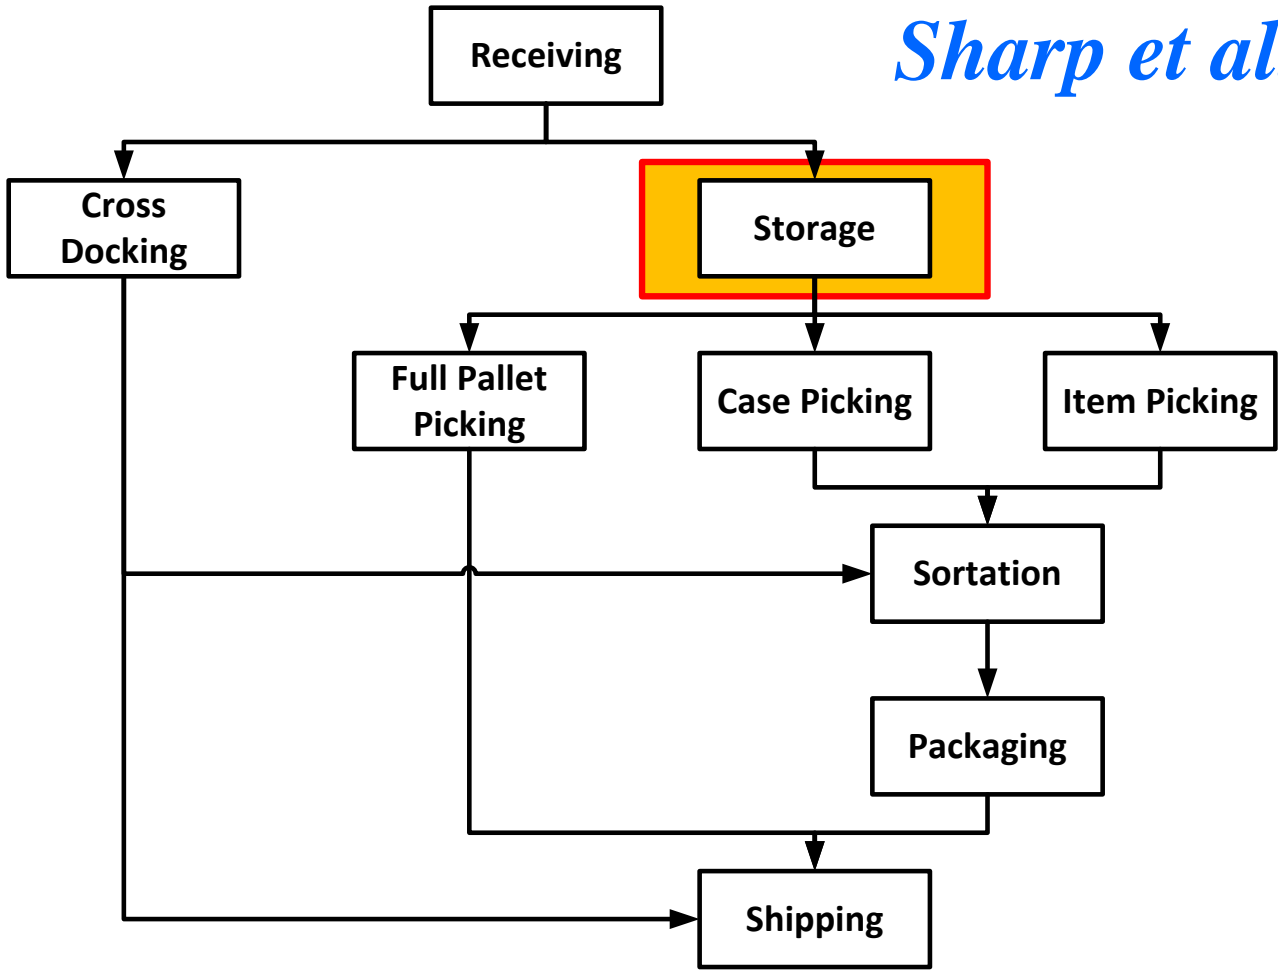 Sharp et al
Receiving
Cross
Docking
Storage
Full Pallet
Picking
Case Picking
Item Picking
Sortation
Packaging
Shipping